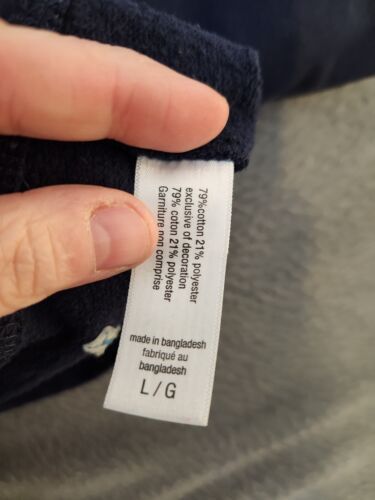 79%cotton 21% polyester
exclusive of decoration
79% coton 21% polyester
Garniture non comprise
made in bangladesh
fabriqué au
bangladesh
L/G